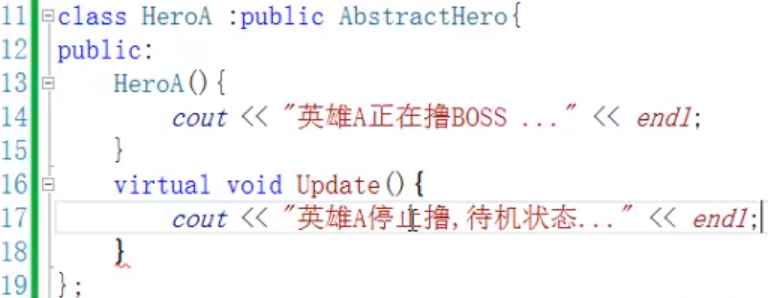 11 class HeroA :public AbstractHero{
12 public:
13 HeroA(){
14 cout << "英雄A正在撸BOSS ..." << endl;
15 }
16 virtual void Update(){
17 cout << "英雄A停止撸,待机状态..." << endl;
18 }
19 };